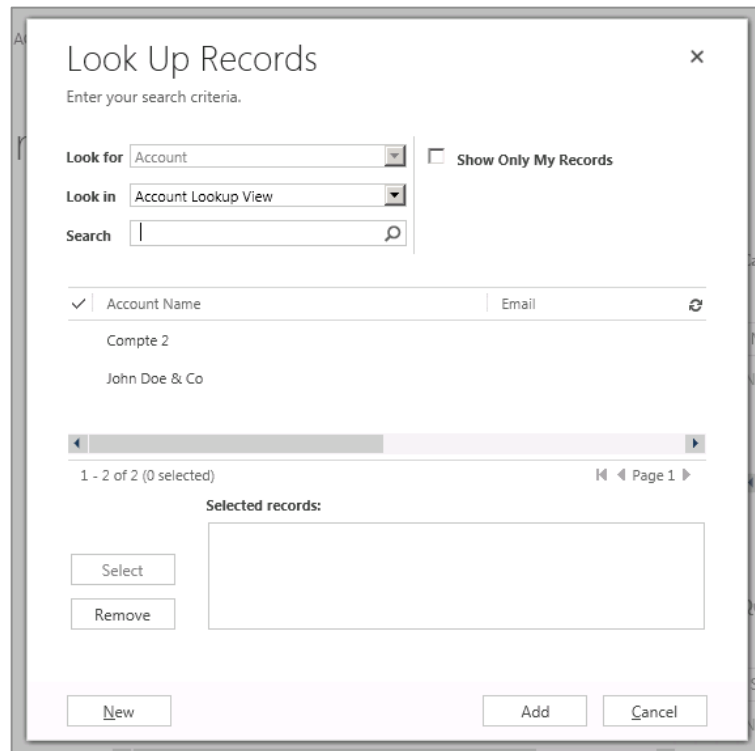 Look Up Records
Enter your search criteria.
Look for Account
Show Only My Records
Look in Account Lookup View
Search
Account Name Email
Compte 2
John Doe & Co
1 - 2 of 2 (0 selected) Page 1
Selected records:
Select
Remove
New Add Cancel